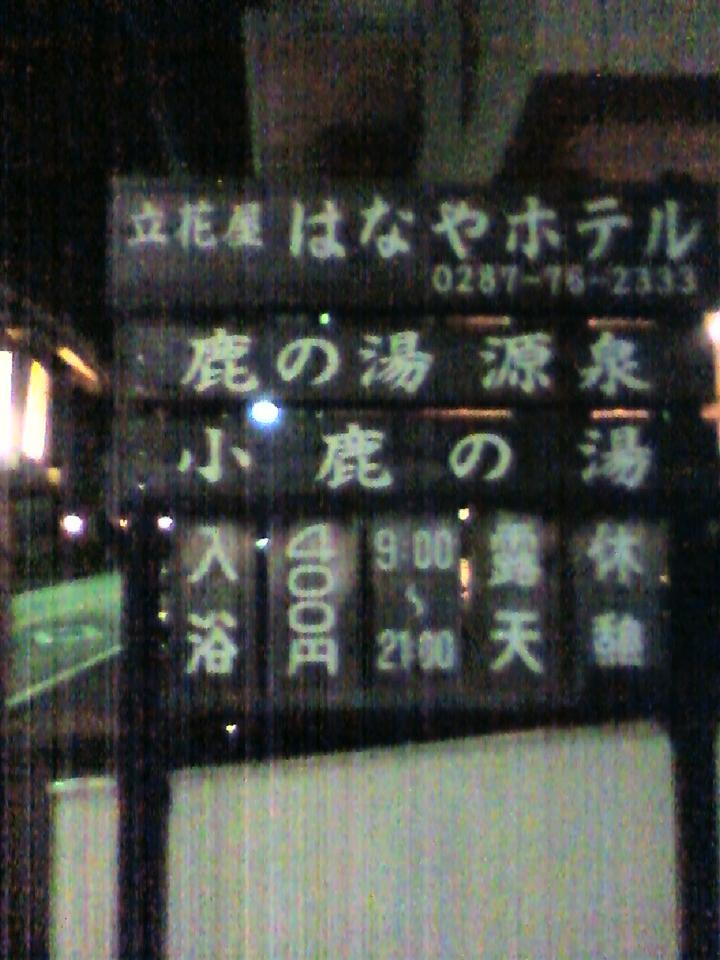 立花屋 はなやホテル
0287-76-2333
鹿の湯 源泉
小鹿の湯
入浴
400円
9:00～21:00
露天
休憩